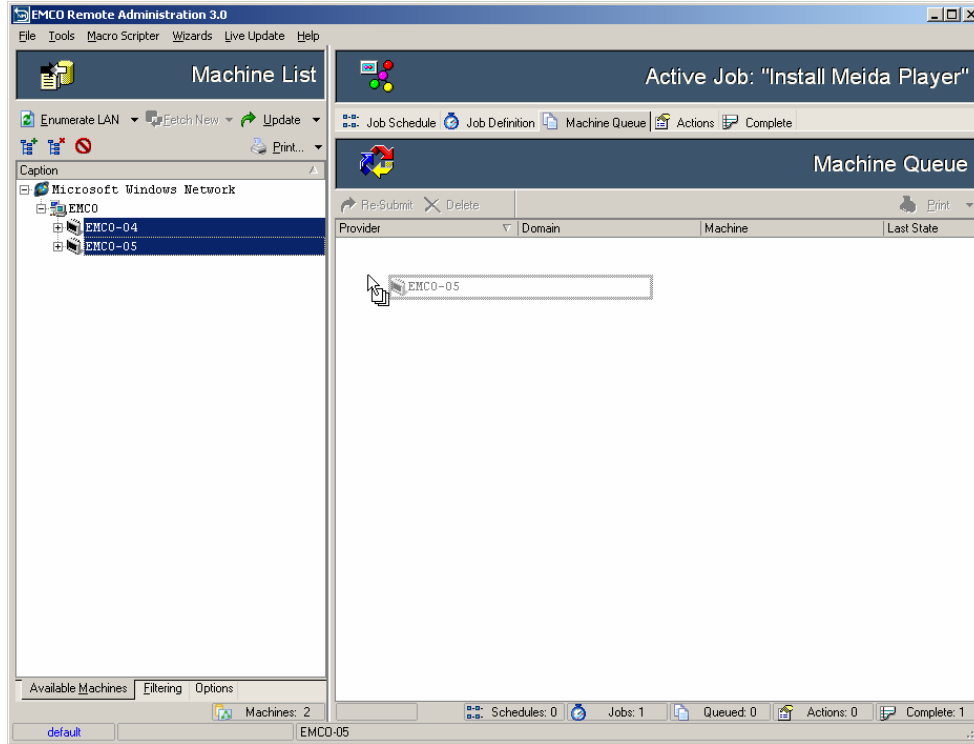 EMCO Remote Administration 3.0
File Tools Macro Scripter Wizards Live Update Help
Machine List
Active Job: "Install Meida Player"
Enumerate LAN Fetch New Update
Job Schedule Job Definition Machine Queue Actions Complete
Print...
Machine Queue
Caption
Microsoft Windows Network
Re-Submit Delete Print
EMCO
Provider Domain Machine Last State
EMCO-04
EMCO-05
EMCO-05
Available Machines Filtering Options
Machines: 2 Schedules: 0 Jobs: 1 Queued: 0 Actions: 0 Complete: 1
default EMCO-05